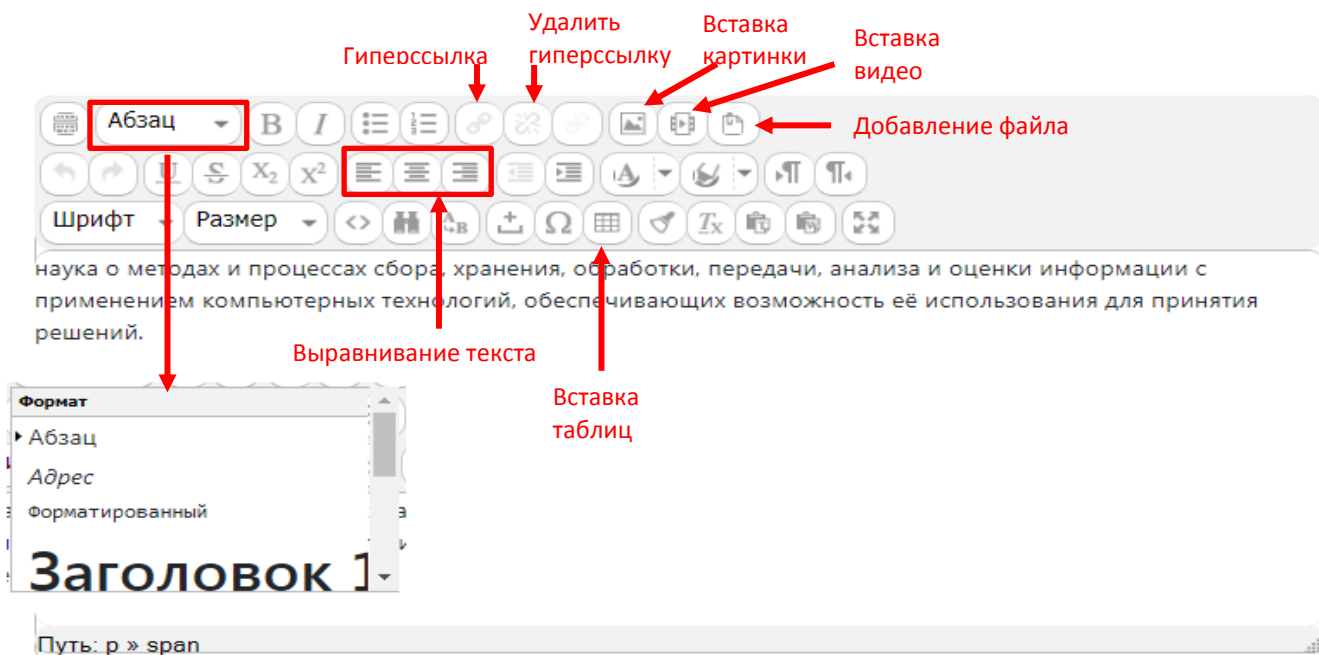 Удалить
гиперссылку
Вставка
картинки
Вставка
видео
Гиперссылка
Абзац
B I
Добавление файла
U S X₂ X²
Шрифт Размер
наука о методах и процессах сбора, хранения, обработки, передачи, анализа и оценки информации с
применением компьютерных технологий, обеспечивающих возможность её использования для принятия
решений.
Выравнивание текста
Вставка
таблиц
Формат
Абзац
Адрес
Форматированный
Заголовок 1
Путь: p » span